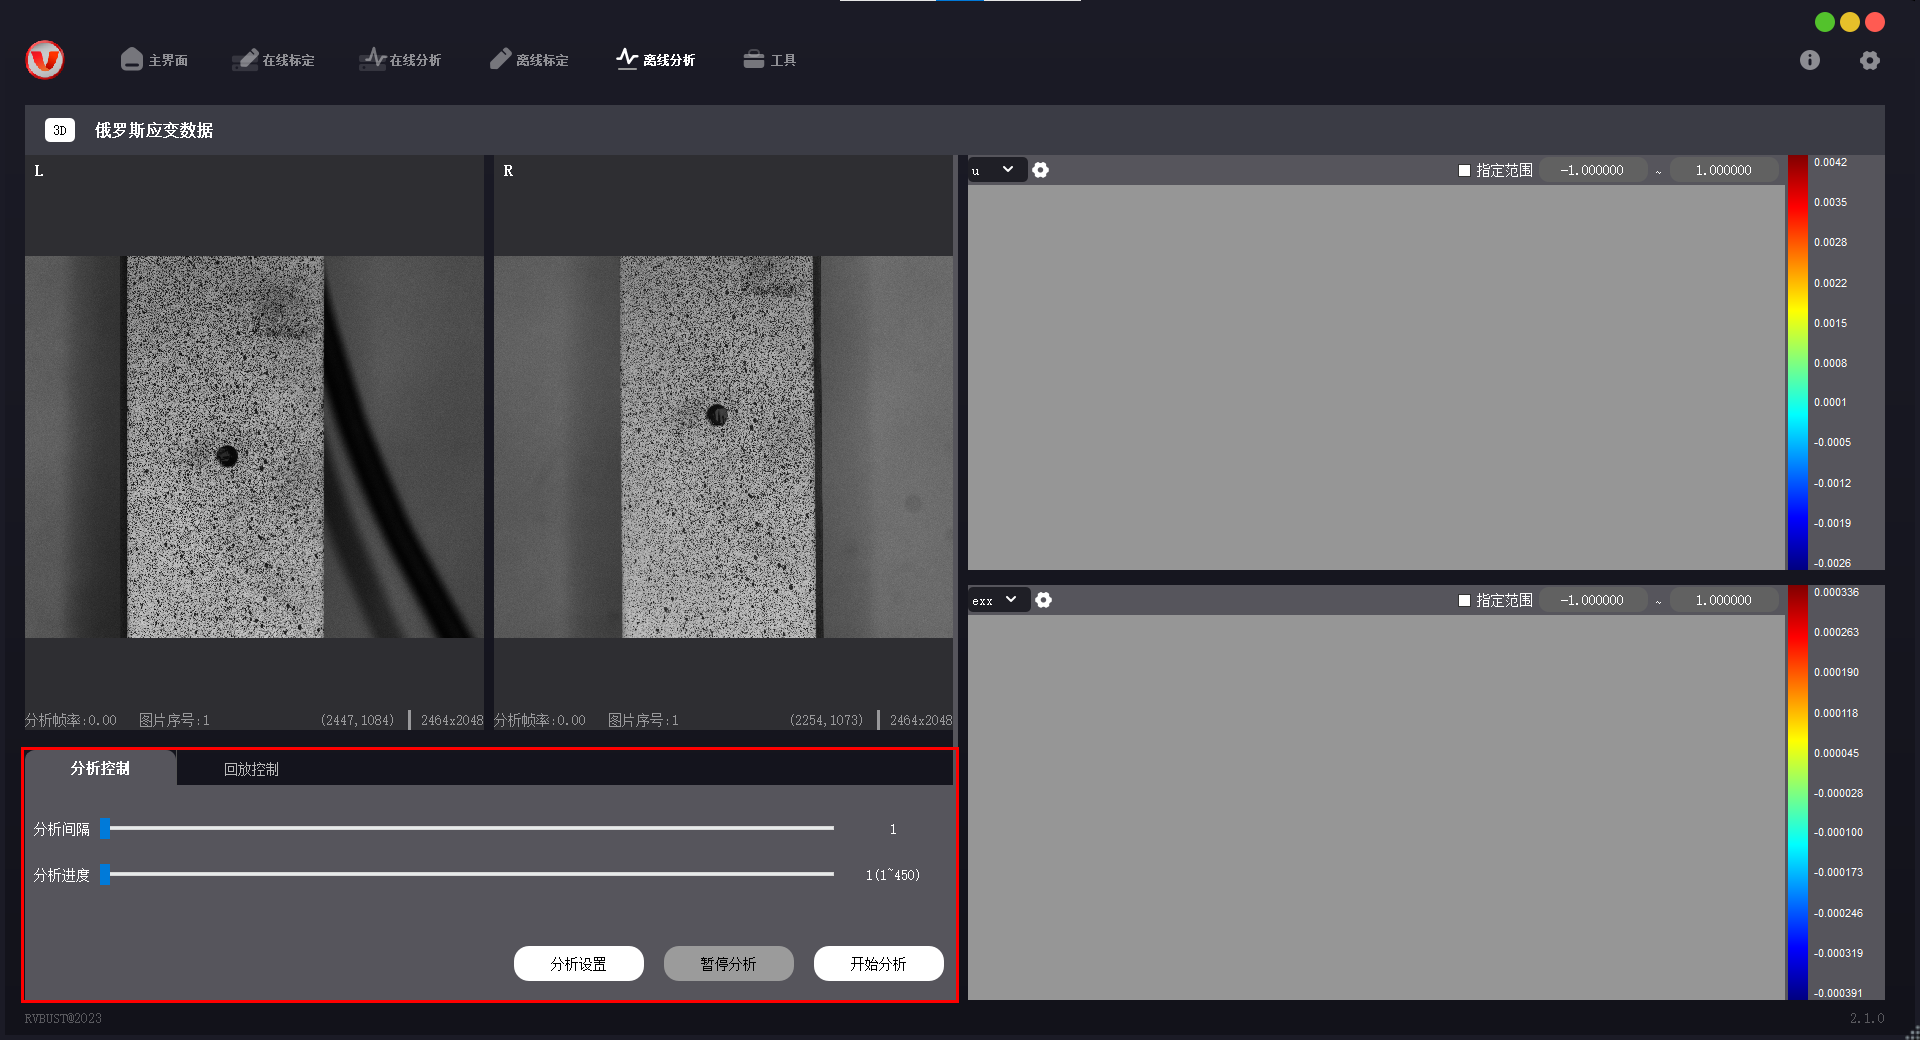 主界面
在线标定
在线分析
离线标定
离线分析
工具
3D 俄罗斯应变数据
L
R
分析帧率:0.00 图片序号:1 (2447,1084) 2464x2048
分析帧率:0.00 图片序号:1 (2254,1073) 2464x2048
分析控制
回放控制
分析间隔 1
分析进度 1(1~450)
分析设置
暂停分析
开始分析
u
指定范围 -1.000000 ~ 1.000000
0.0042
0.0035
0.0028
0.0022
0.0015
0.0008
0.0001
-0.0005
-0.0012
-0.0019
-0.0026
exx
指定范围 -1.000000 ~ 1.000000
0.000336
0.000263
0.000190
0.000118
0.000045
-0.000028
-0.000100
-0.000173
-0.000246
-0.000319
-0.000391
RVBUST@2023
2.1.0